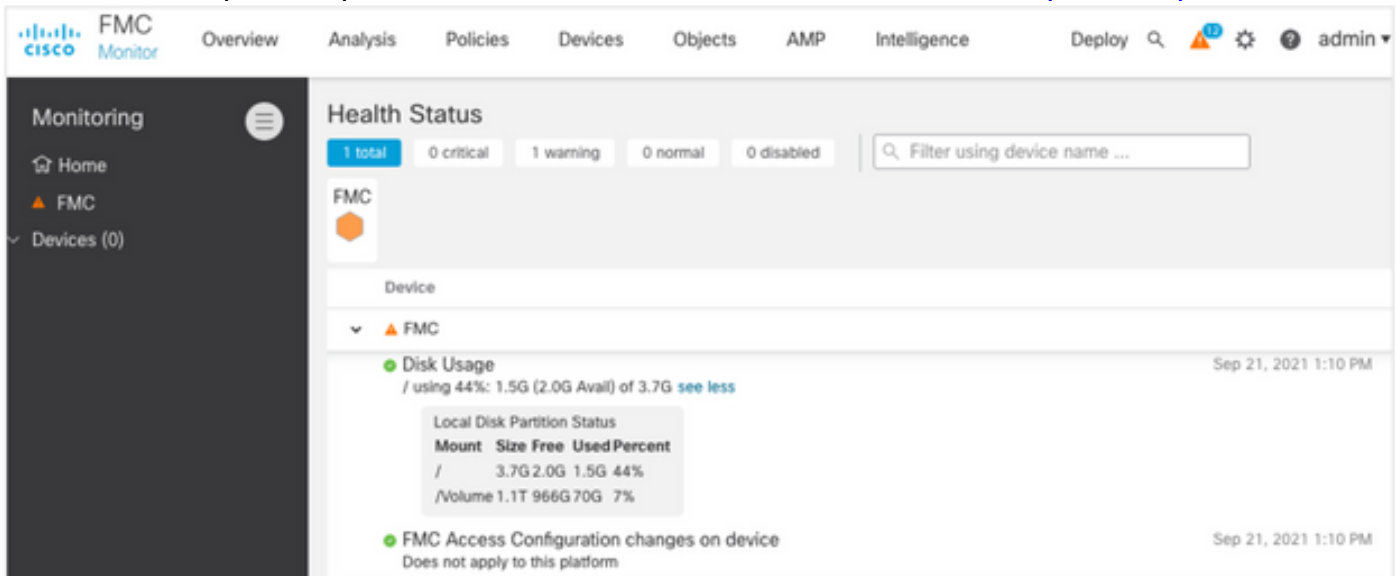 FMC
CISCO Monitor Overview Analysis Policies Devices Objects AMP Intelligence Deploy 12 admin
Monitoring
Home
FMC
Devices (0)
Health Status
1 total 0 critical 1 warning 0 normal 0 disabled Filter using device name ...
FMC
Device
FMC
Disk Usage Sep 21, 2021 1:10 PM
/ using 44%: 1.5G (2.0G Avail) of 3.7G see less
Local Disk Partition Status
Mount Size Free Used Percent
/ 3.7G 2.0G 1.5G 44%
/Volume 1.1T 966G 70G 7%
FMC Access Configuration changes on device Sep 21, 2021 1:10 PM
Does not apply to this platform